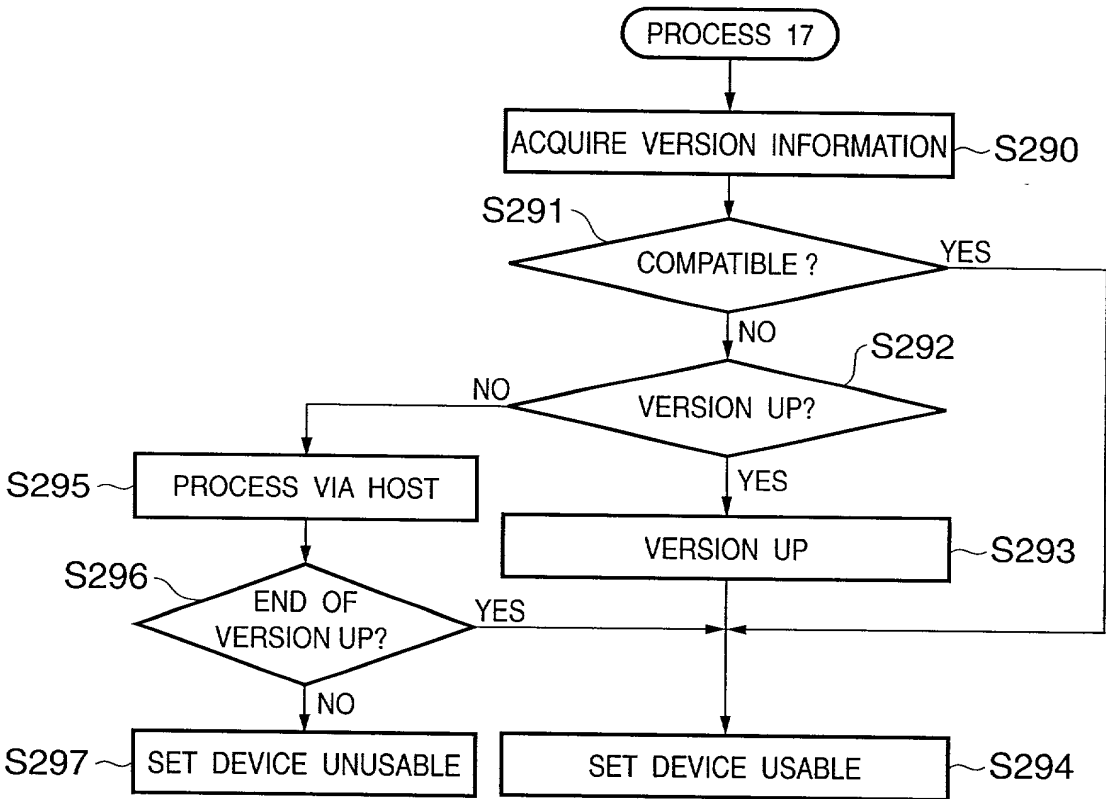 PROCESS 17
ACQUIRE VERSION INFORMATION
S290
S291
COMPATIBLE?
YES
NO
S292
VERSION UP?
NO
YES
S295
PROCESS VIA HOST
VERSION UP
S293
S296
END OF
VERSION UP?
YES
NO
S297
SET DEVICE UNUSABLE
SET DEVICE USABLE
S294